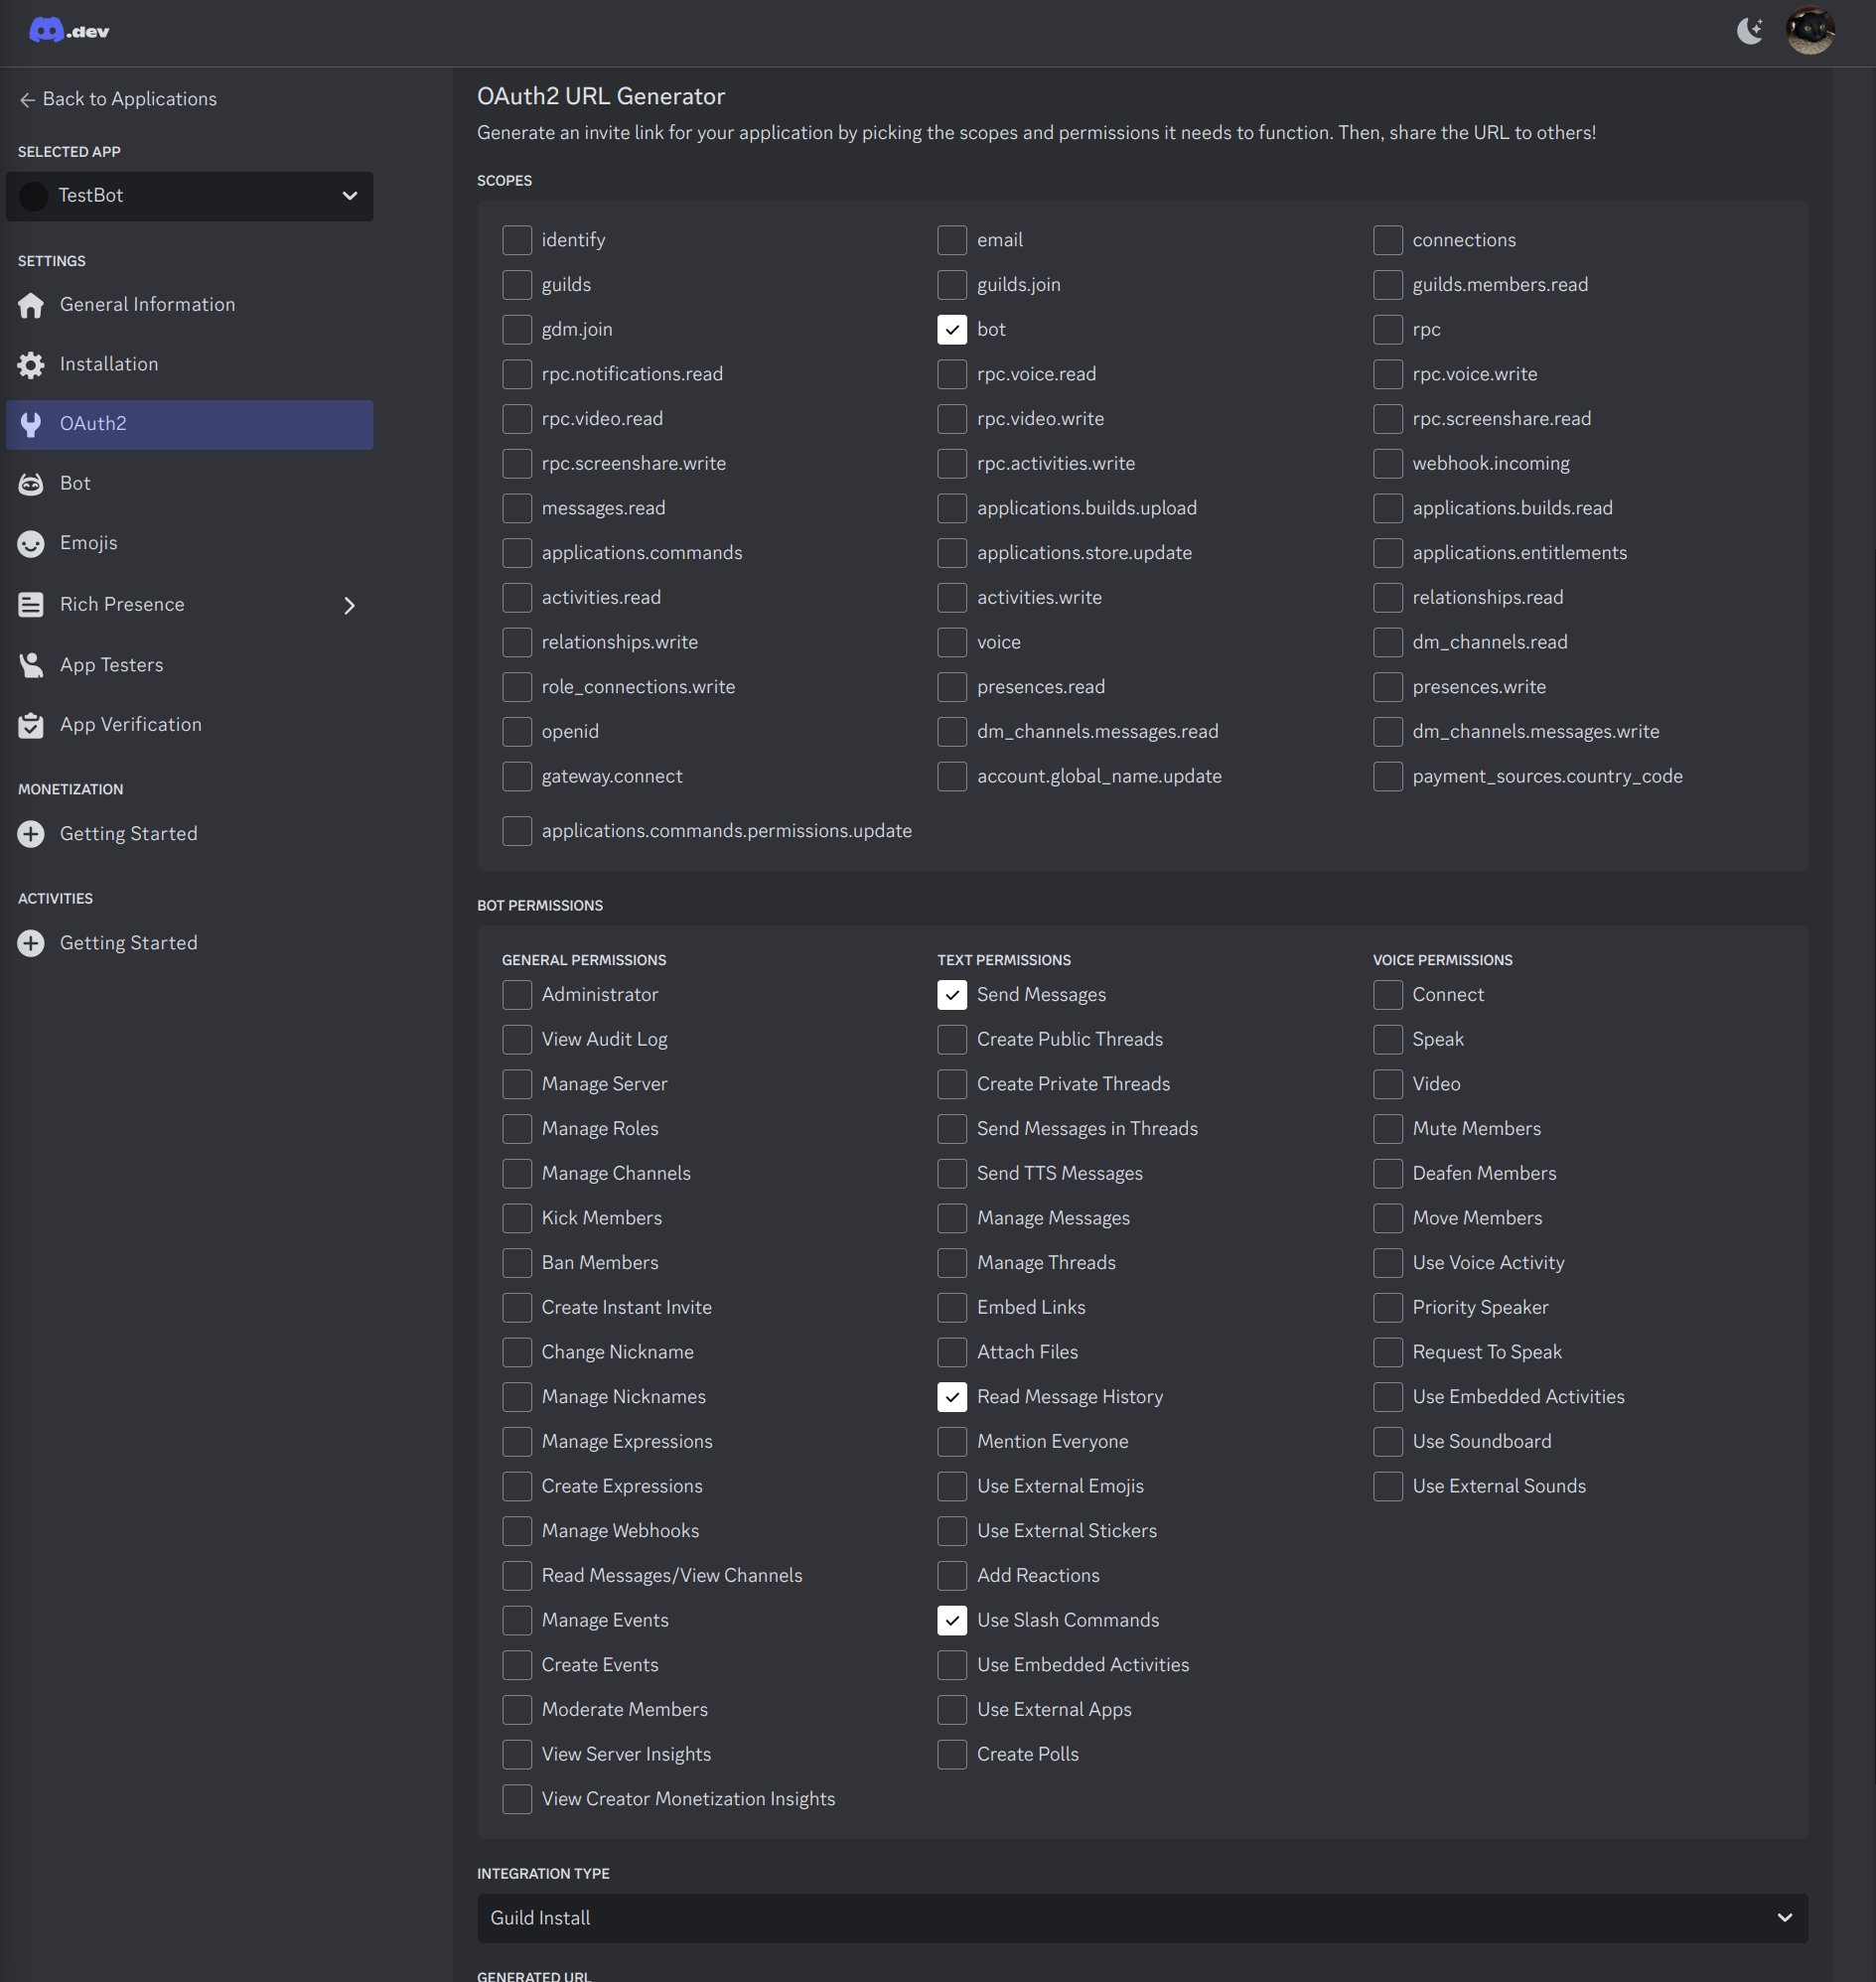 .dev
Back to Applications
SELECTED APP
TestBot
SETTINGS
General Information
Installation
OAuth2
Bot
Emojis
Rich Presence
App Testers
App Verification
MONETIZATION
Getting Started
ACTIVITIES
Getting Started
OAuth2 URL Generator
Generate an invite link for your application by picking the scopes and permissions it needs to function. Then, share the URL to others!
SCOPES
identify
email
connections
guilds
guilds.join
guilds.members.read
gdm.join
bot
rpc
rpc.notifications.read
rpc.voice.read
rpc.voice.write
rpc.video.read
rpc.video.write
rpc.screenshare.read
rpc.screenshare.write
rpc.activities.write
webhook.incoming
messages.read
applications.builds.upload
applications.builds.read
applications.commands
applications.store.update
applications.entitlements
activities.read
activities.write
relationships.read
relationships.write
voice
dm_channels.read
role_connections.write
presences.read
presences.write
openid
dm_channels.messages.read
dm_channels.messages.write
gateway.connect
account.global_name.update
payment_sources.country_code
applications.commands.permissions.update
BOT PERMISSIONS
GENERAL PERMISSIONS
Administrator
View Audit Log
Manage Server
Manage Roles
Manage Channels
Kick Members
Ban Members
Create Instant Invite
Change Nickname
Manage Nicknames
Manage Expressions
Create Expressions
Manage Webhooks
Read Messages/View Channels
Manage Events
Create Events
Moderate Members
View Server Insights
View Creator Monetization Insights
TEXT PERMISSIONS
Send Messages
Create Public Threads
Create Private Threads
Send Messages in Threads
Send TTS Messages
Manage Messages
Manage Threads
Embed Links
Attach Files
Read Message History
Mention Everyone
Use External Emojis
Use External Stickers
Add Reactions
Use Slash Commands
Use Embedded Activities
Use External Apps
Create Polls
VOICE PERMISSIONS
Connect
Speak
Video
Mute Members
Deafen Members
Move Members
Use Voice Activity
Priority Speaker
Request To Speak
Use Embedded Activities
Use Soundboard
Use External Sounds
INTEGRATION TYPE
Guild Install
GENERATED URL